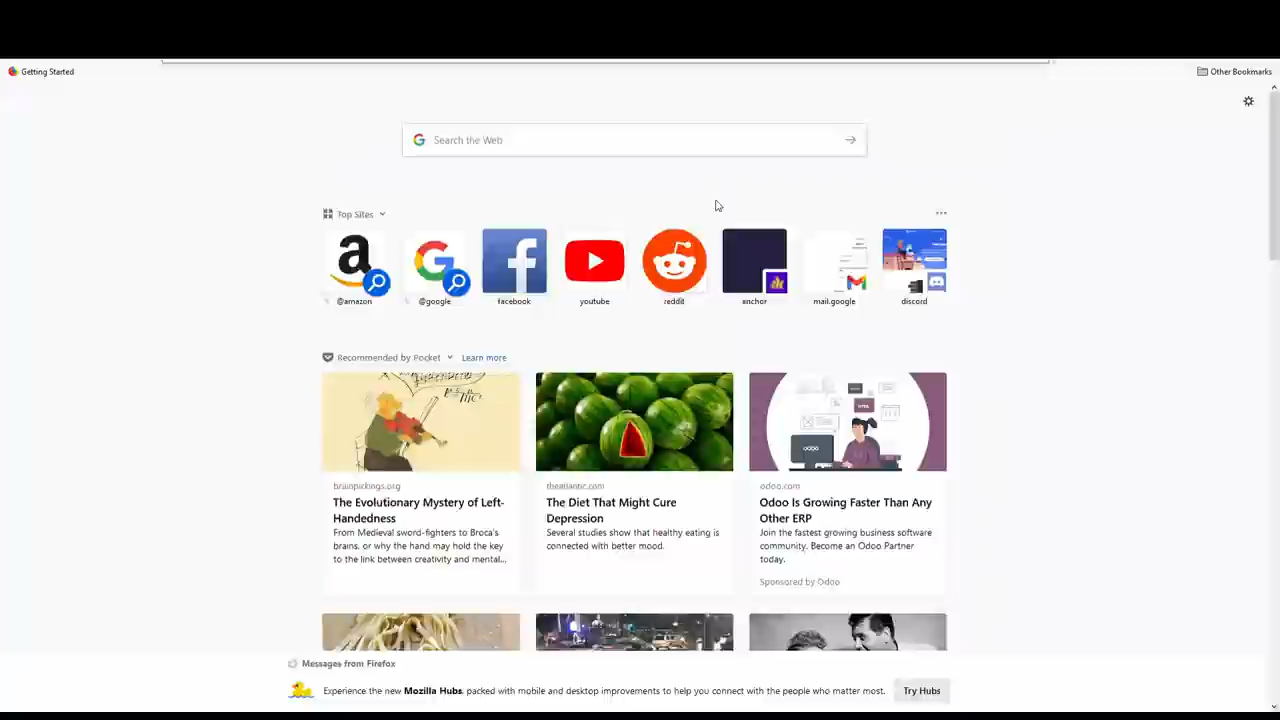 Getting Started
Other Bookmarks
Search the Web
Top Sites
@amazon
@google
facebook
youtube
reddit
anchor
mail.google
discord
Recommended by Pocket
Learn more
brainpickings.org
The Evolutionary Mystery of Left-
Handedness
From Medieval sword-fighters to Broca's
brains, or why the hand may hold the key
to the link between creativity and mental...
theatlantic.com
The Diet That Might Cure
Depression
Several studies show that healthy eating is
connected with better mood.
odoo.com
Odoo Is Growing Faster Than Any
Other ERP
Join the fastest growing business software
community. Become an Odoo Partner
today.
Sponsored by Odoo
Messages from Firefox
Experience the new Mozilla Hubs, packed with mobile and desktop improvements to help you connect with the people who matter most.
Try Hubs